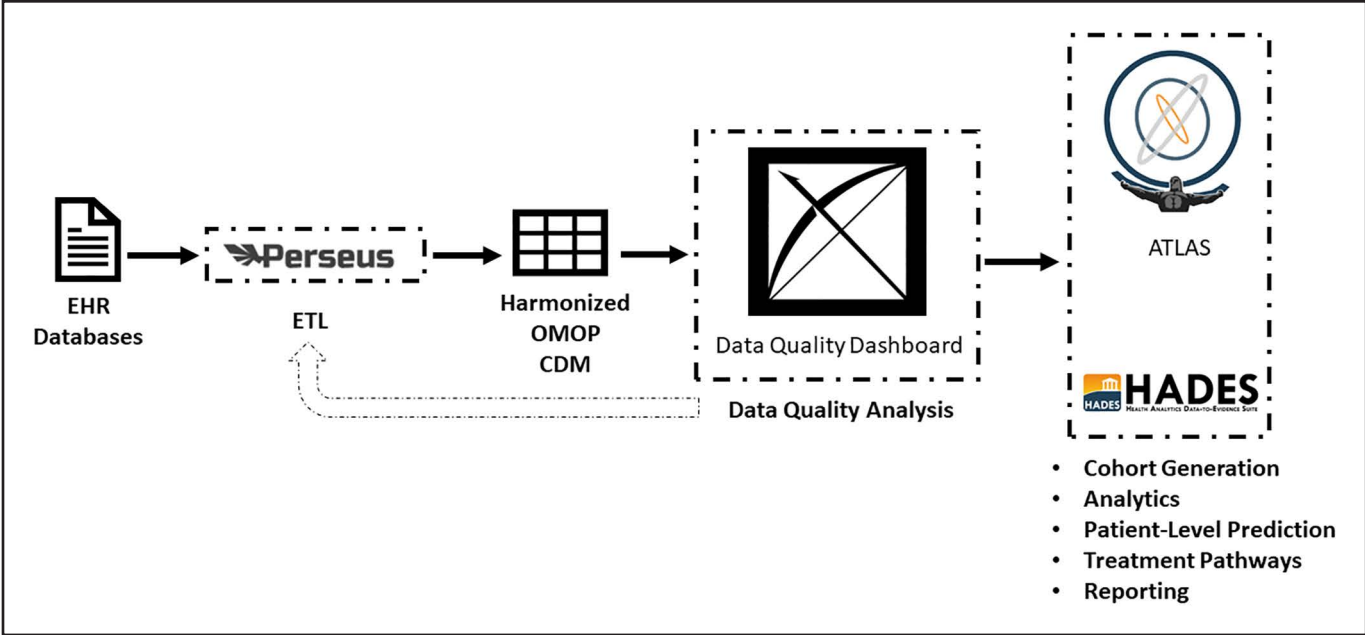 EHR
Databases
Perseus
ETL
Harmonized
OMOP
CDM
Data Quality Dashboard
Data Quality Analysis
ATLAS
HADES
HADES
HEALTH ANALYTICS DATA-TO-EVIDENCE SUITE
• Cohort Generation
• Analytics
• Patient-Level Prediction
• Treatment Pathways
• Reporting